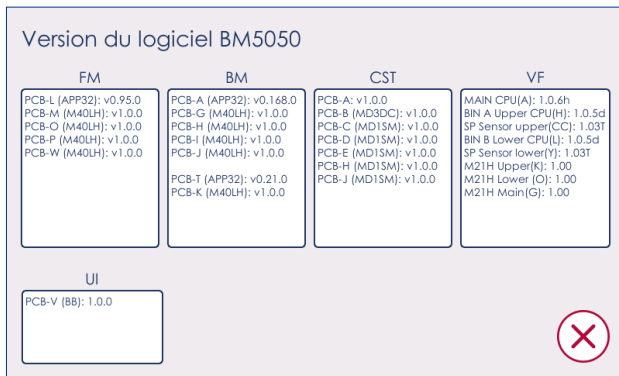 Version du logiciel BM5050
FM
PCB-L (APP32): v0.95.0
PCB-M (M40LH): v1.0.0
PCB-O (M40LH): v1.0.0
PCB-P (M40LH): v1.0.0
PCB-W (M40LH): v1.0.0
BM
PCB-A (APP32): v0.168.0
PCB-G (M40LH): v1.0.0
PCB-H (M40LH): v1.0.0
PCB-I (M40LH): v1.0.0
PCB-J (M40LH): v1.0.0
PCB-T (APP32): v0.21.0
PCB-K (M40LH): v1.0.0
CST
PCB-A: v1.0.0
PCB-B (MD3DC): v1.0.0
PCB-C (MD1SM): v1.0.0
PCB-D (MD1SM): v1.0.0
PCB-E (MD1SM): v1.0.0
PCB-H (MD1SM): v1.0.0
PCB-J (MD1SM): v1.0.0
VF
MAIN CPU(A): 1.0.6h
BIN A Upper CPU(H): 1.0.5d
SP Sensor upper(CC): 1.03T
BIN B Lower CPU(L): 1.0.5d
SP Sensor lower(Y): 1.03T
M21H Upper(K): 1.00
M21H Lower (O): 1.00
M21H Main(G): 1.00
UI
PCB-V (BB): 1.0.0